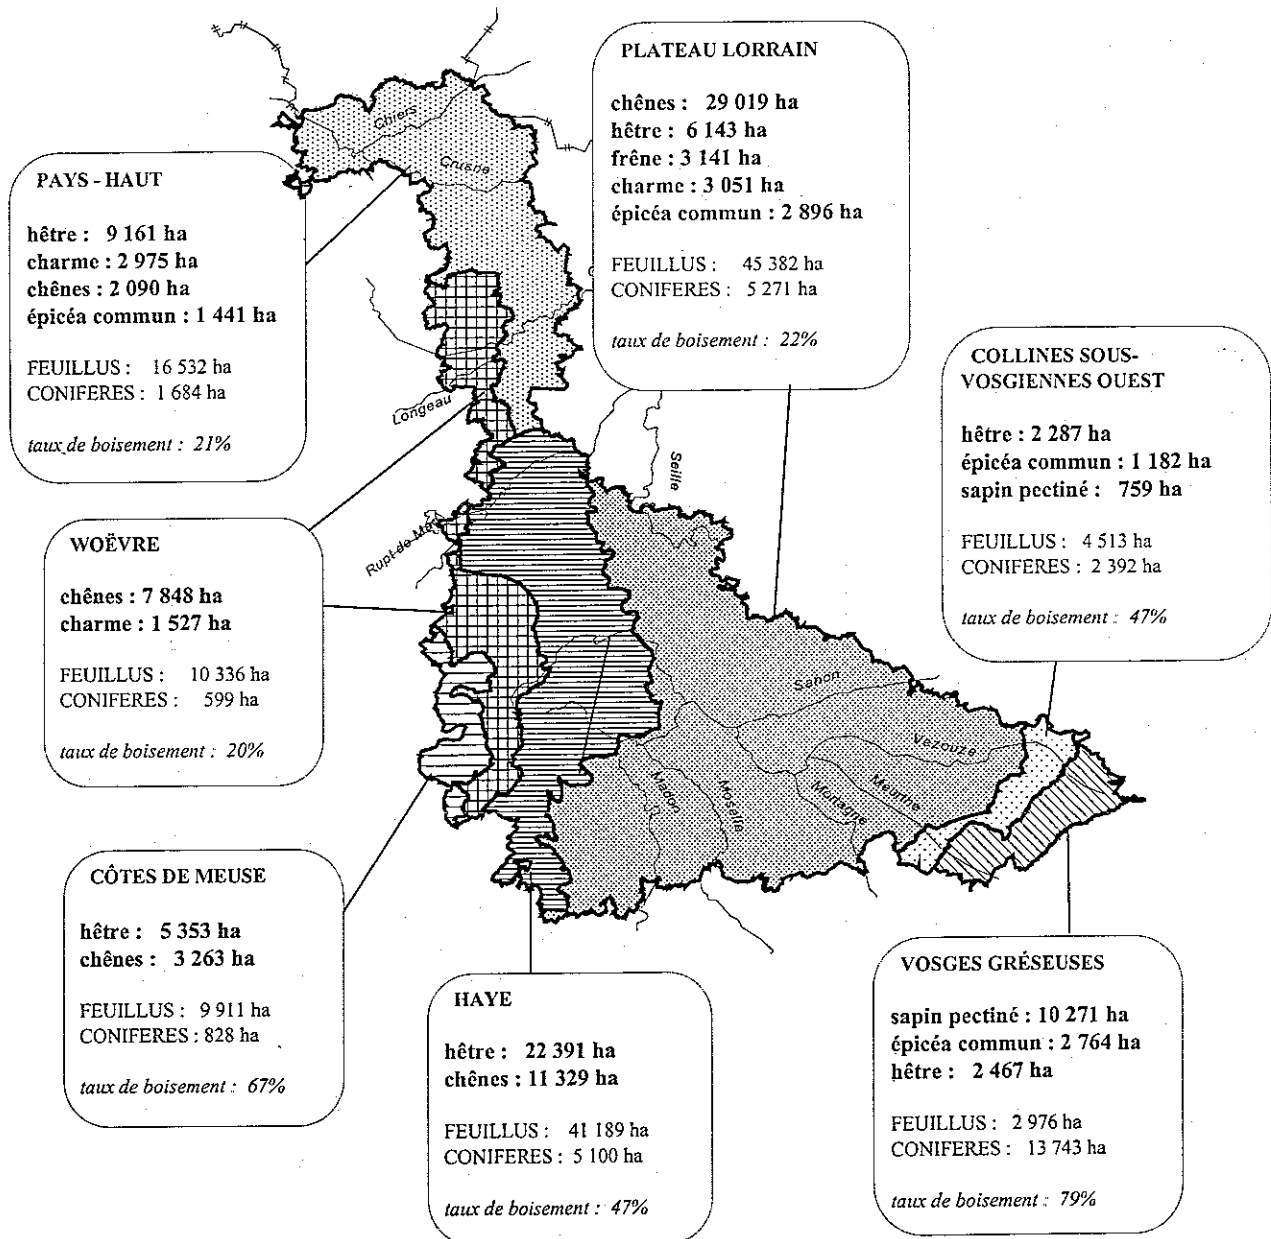 PLATEAU LORRAIN
chênes : 29 019 ha
hêtre : 6 143 ha
frêne : 3 141 ha
charme : 3 051 ha
épicéa commun : 2 896 ha
FEUILLUS : 45 382 ha
CONIFERES : 5 271 ha
taux de boisement : 22%
PAYS - HAUT
hêtre : 9 161 ha
charme : 2 975 ha
chênes : 2 090 ha
épicéa commun : 1 441 ha
FEUILLUS : 16 532 ha
CONIFERES : 1 684 ha
taux de boisement : 21%
Chiers
Crusne
Longeau
Seille
Rupt-de-Ma
COLLINES SOUS-
VOSGIENNES OUEST
hêtre : 2 287 ha
épicéa commun : 1 182 ha
sapin pectiné : 759 ha
FEUILLUS : 4 513 ha
CONIFERES : 2 392 ha
taux de boisement : 47%
WOËVRE
chênes : 7 848 ha
charme : 1 527 ha
FEUILLUS : 10 336 ha
CONIFERES : 599 ha
taux de boisement : 20%
Sanon
Vezouze
Meurthe
Mortagne
Moselle
Madon
CÔTES DE MEUSE
hêtre : 5 353 ha
chênes : 3 263 ha
FEUILLUS : 9 911 ha
CONIFERES : 828 ha
taux de boisement : 67%
HAYE
hêtre : 22 391 ha
chênes : 11 329 ha
FEUILLUS : 41 189 ha
CONIFERES : 5 100 ha
taux de boisement : 47%
VOSGES GRÉSEUSES
sapin pectiné : 10 271 ha
épicéa commun : 2 764 ha
hêtre : 2 467 ha
FEUILLUS : 2 976 ha
CONIFERES : 13 743 ha
taux de boisement : 79%